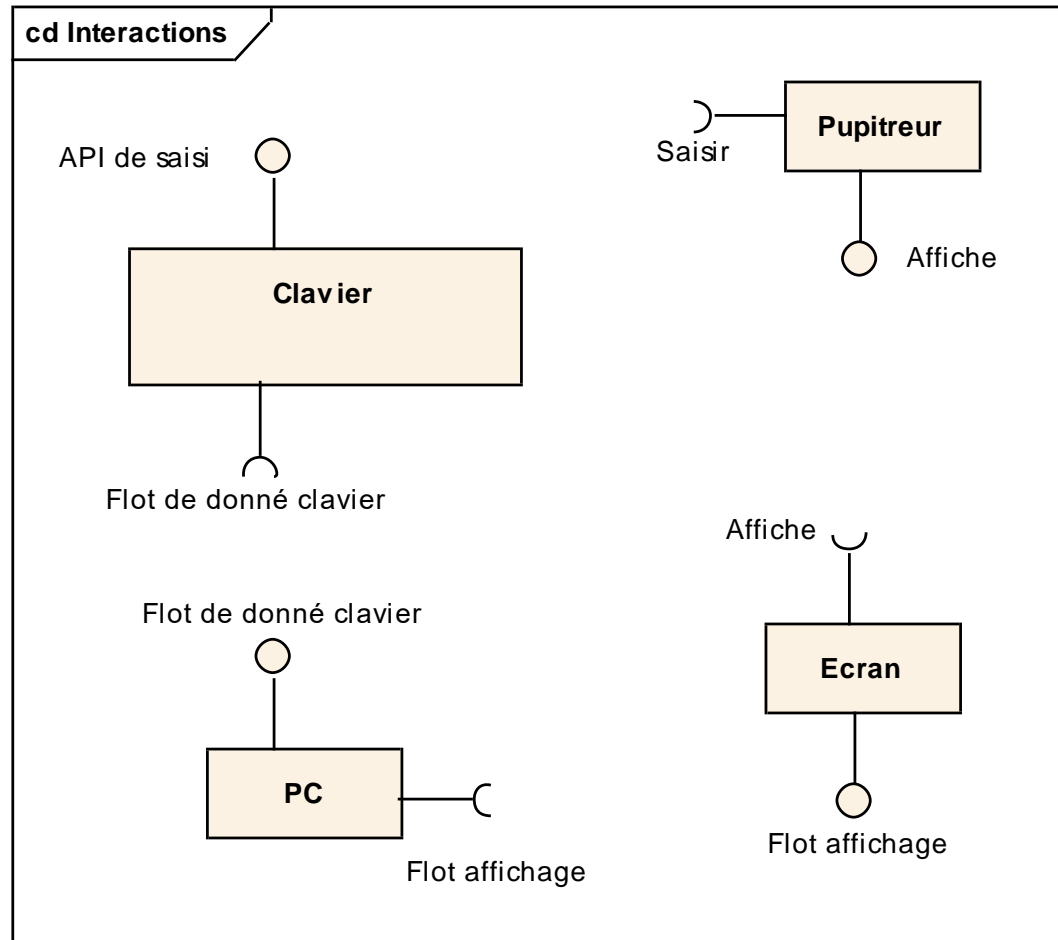 cd Interactions
API de saisi
Clavier
Flot de donné clavier
Pupitreur
Saisir
Affiche
Flot de donné clavier
PC
Flot affichage
Affiche
Ecran
Flot affichage